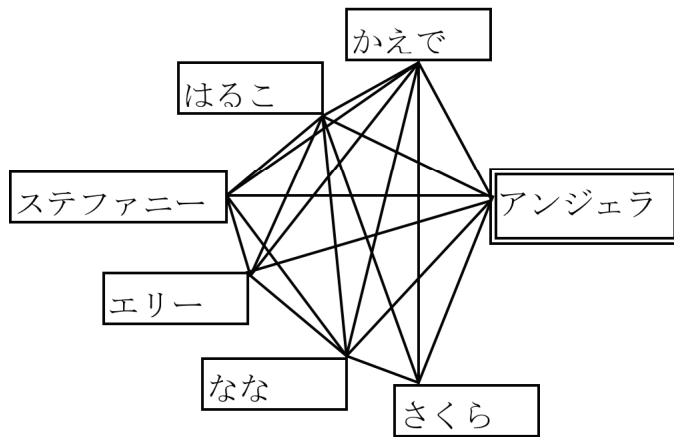 かえで
はるこ
ステファニー
アンジェラ
エリー
なな
さくら